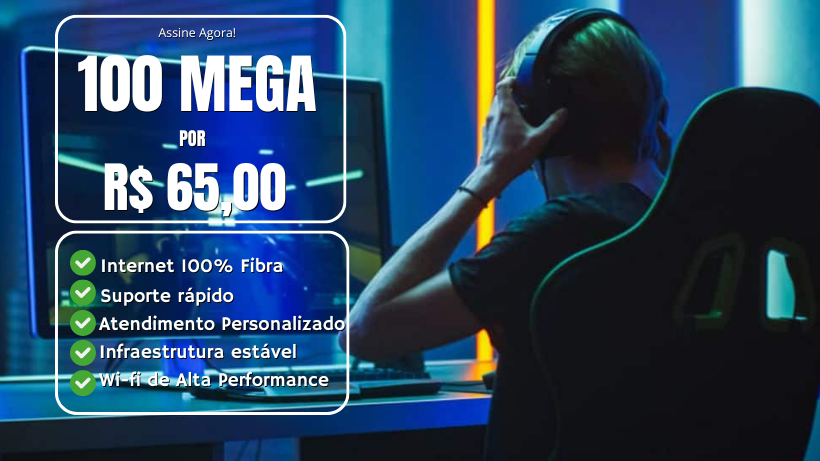 Assine Agora!
100 MEGA
POR
R$ 65,00
Internet 100% Fibra
Suporte rápido
Atendimento Personalizado
Infraestrutura estável
Wi-fi de Alta Performance